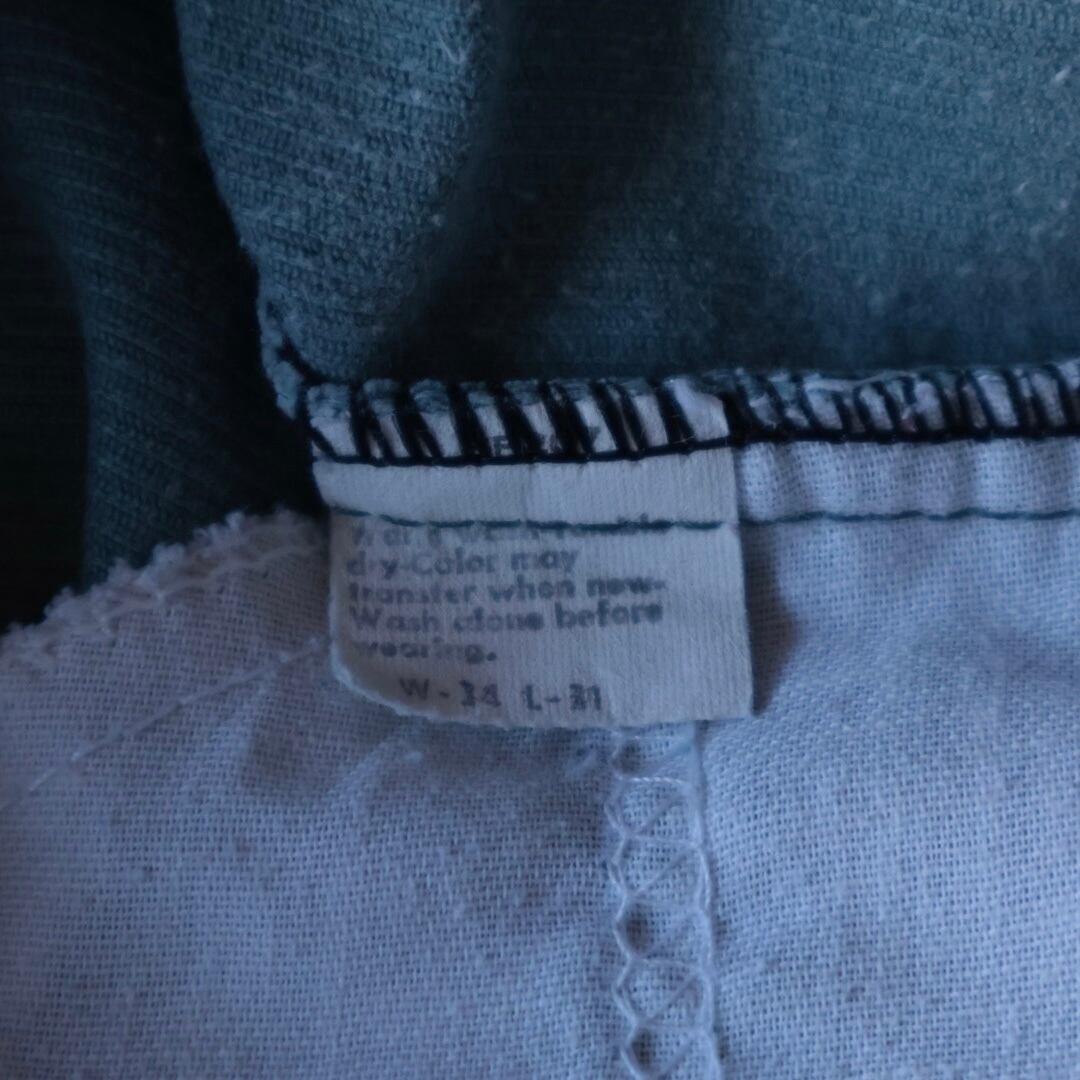 dry-Color may
transfer when new-
Wash alone before
wearing.
W-34 L-31